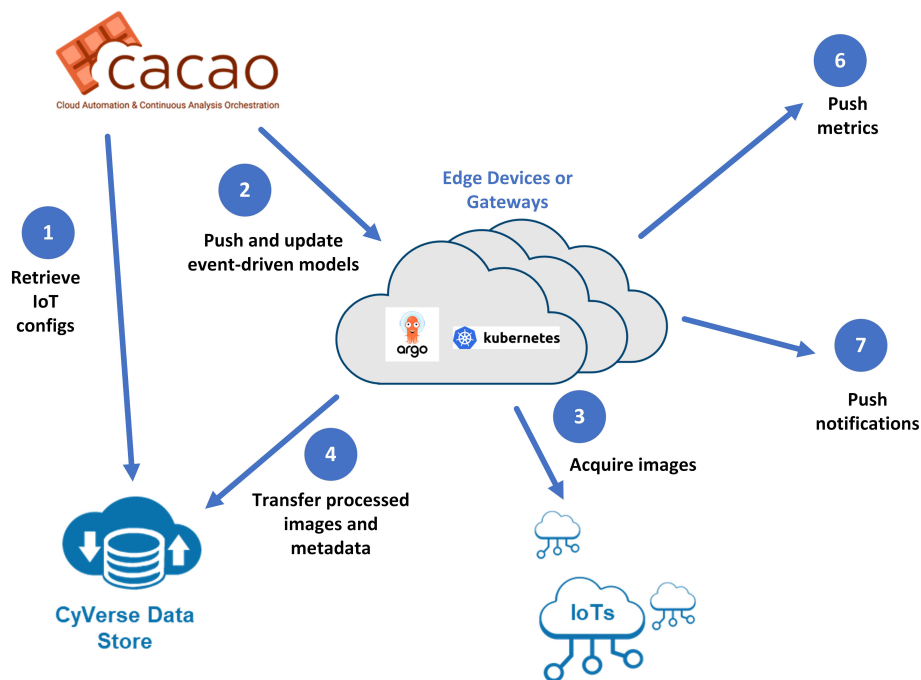 cacao
Cloud Automation & Continuous Analysis Orchestration
1
Retrieve
IoT
configs
2
Push and update
event-driven models
Edge Devices or
Gateways
argo
kubernetes
6
Push
metrics
7
Push
notifications
3
Acquire images
4
Transfer processed
images and
metadata
CyVerse Data
Store
IoTs